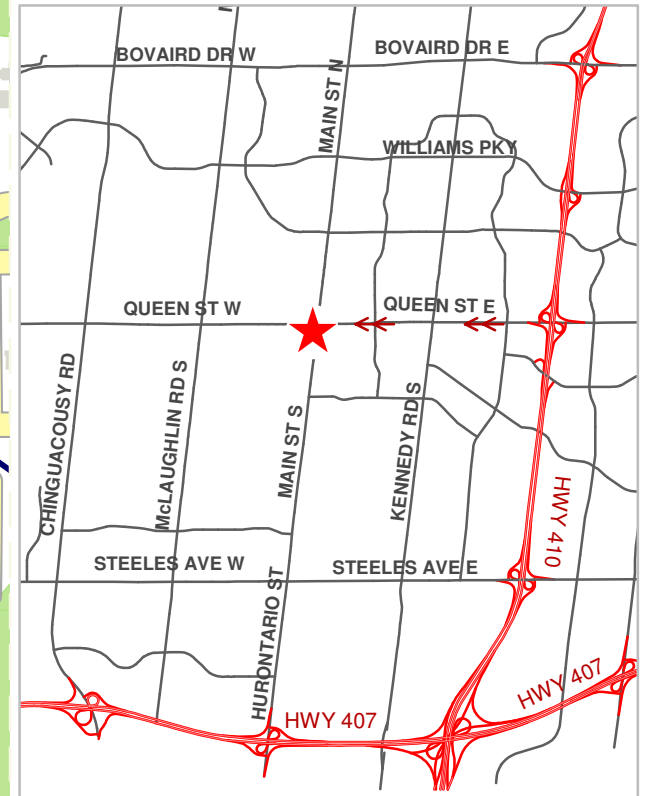 BOVAIRD DR W
BOVAIRD DR E
MAIN ST N
WILLIAMS PKY
QUEEN ST W
QUEEN ST E
CHINGUACOUSY RD
McLAUGHLIN RD S
MAIN ST S
KENNEDY RD S
HWY 410
STEELES AVE W
STEELES AVE E
HURONTARIO ST
HWY 407
HWY 407